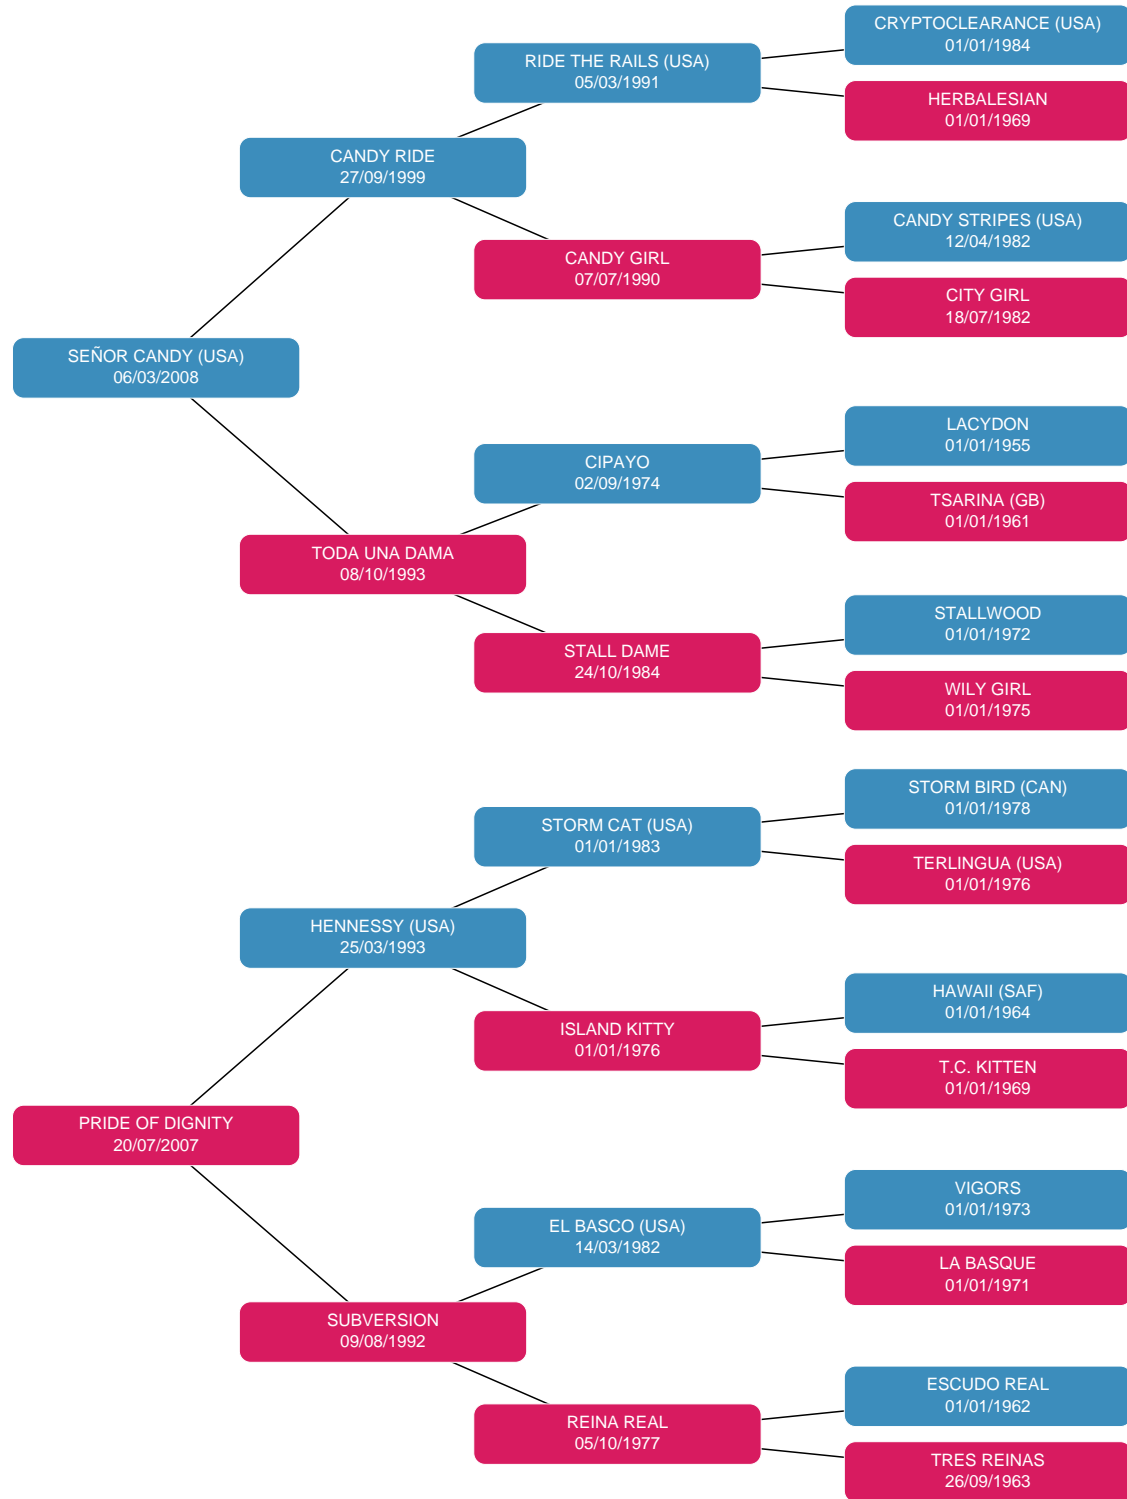 CRYPTOCLEARANCE (USA)
01/01/1984
RIDE THE RAILS (USA)
05/03/1991
HERBALESIAN
01/01/1969
CANDY RIDE
27/09/1999
CANDY STRIPES (USA)
12/04/1982
CANDY GIRL
07/07/1990
CITY GIRL
18/07/1982
SEÑOR CANDY (USA)
06/03/2008
LACYDON
01/01/1955
CIPAYO
02/09/1974
TSARINA (GB)
01/01/1961
TODA UNA DAMA
08/10/1993
STALLWOOD
01/01/1972
STALL DAME
24/10/1984
WILY GIRL
01/01/1975
STORM BIRD (CAN)
01/01/1978
STORM CAT (USA)
01/01/1983
TERLINGUA (USA)
01/01/1976
HENNESSY (USA)
25/03/1993
HAWAII (SAF)
01/01/1964
ISLAND KITTY
01/01/1976
T.C. KITTEN
01/01/1969
PRIDE OF DIGNITY
20/07/2007
VIGORS
01/01/1973
EL BASCO (USA)
14/03/1982
LA BASQUE
01/01/1971
SUBVERSION
09/08/1992
ESCUDO REAL
01/01/1962
REINA REAL
05/10/1977
TRES REINAS
26/09/1963